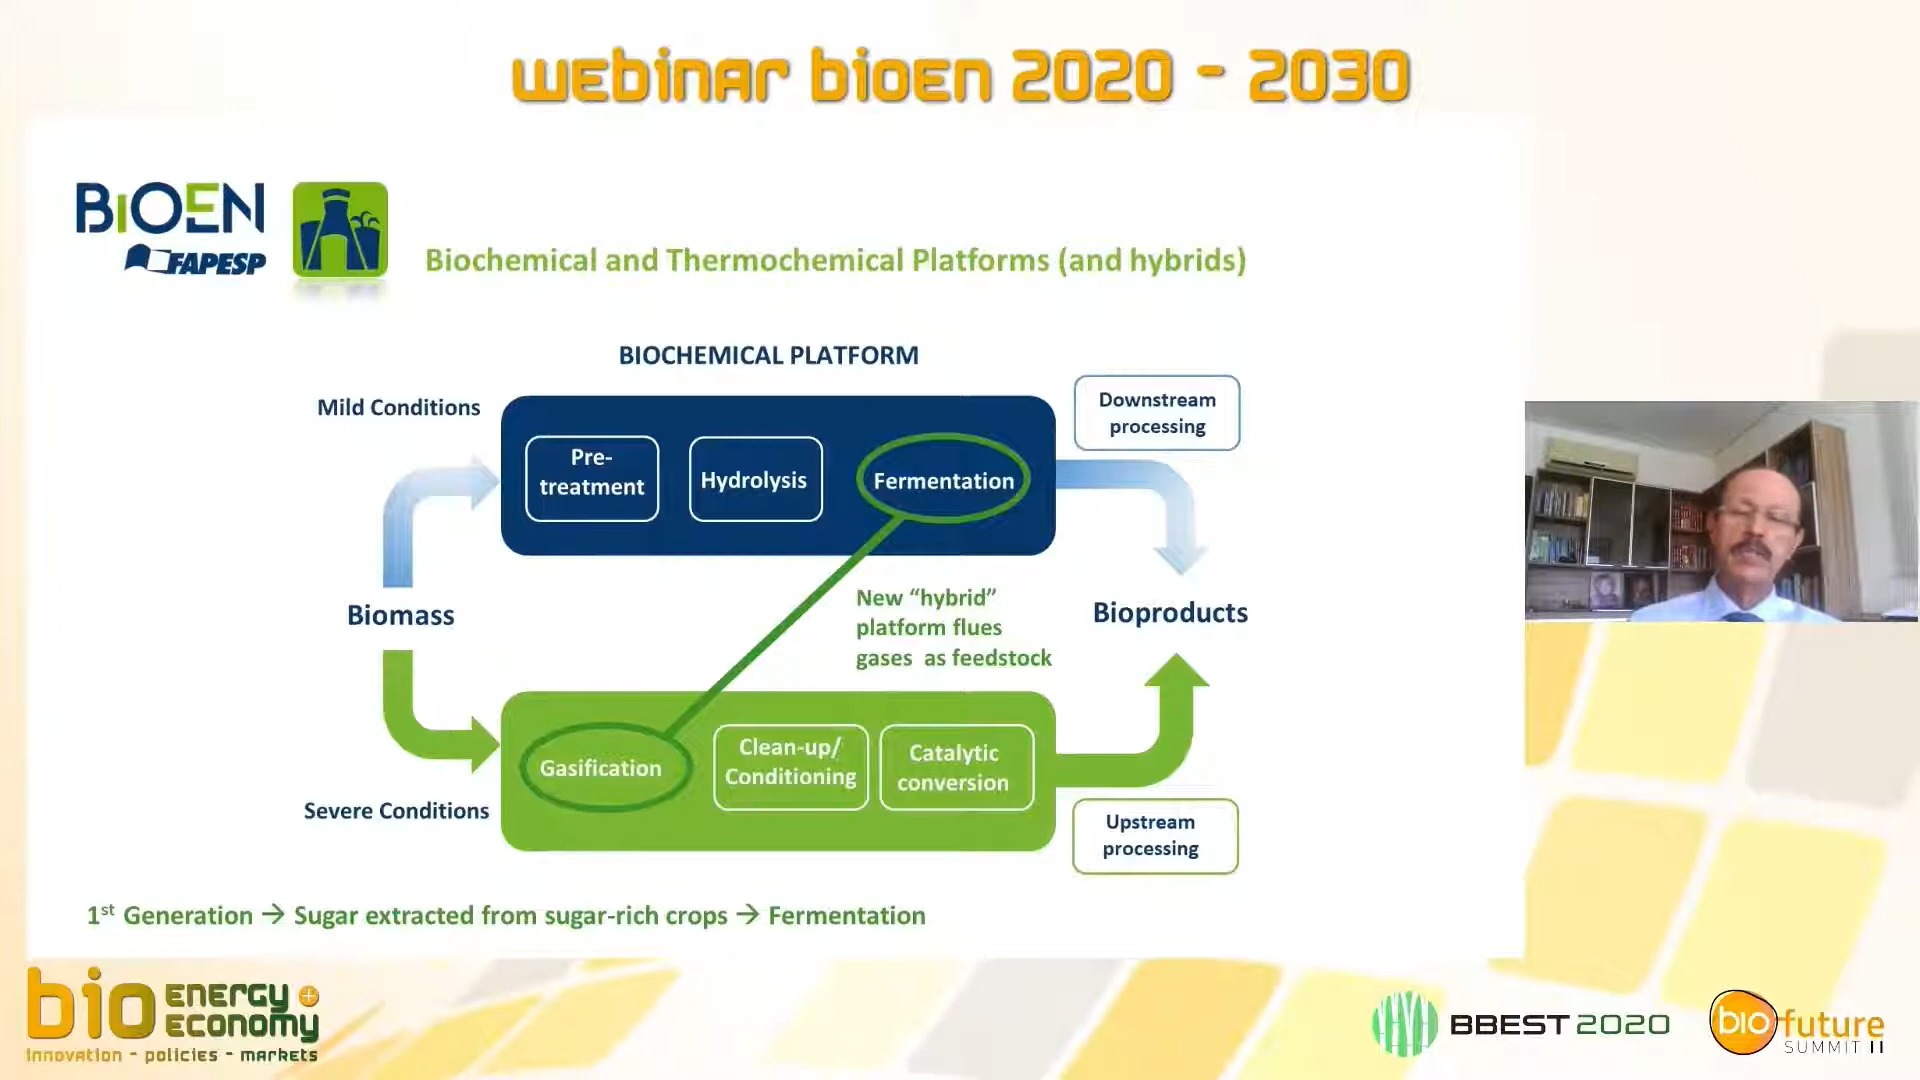 WEBINAR BIOEN 2020 - 2030
BIOEN
FAPESP
Biochemical and Thermochemical Platforms (and hybrids)
BIOCHEMICAL PLATFORM
Mild Conditions
Pre-
treatment
Hydrolysis
Fermentation
Downstream
processing
Biomass
New “hybrid”
platform flues
gases as feedstock
Bioproducts
Gasification
Clean-up/
Conditioning
Catalytic
conversion
Severe Conditions
Upstream
processing
1st Generation → Sugar extracted from sugar-rich crops → Fermentation
bio ENERGY +
ECONOMY
innovation - policies - markets
BBEST 2020
biofuture
SUMMIT II